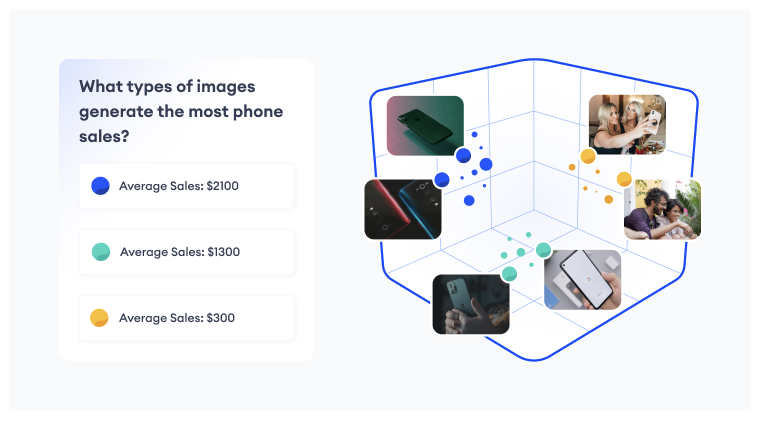 What types of images
generate the most phone
sales?
Average Sales: $2100
Average Sales: $1300
Average Sales: $300